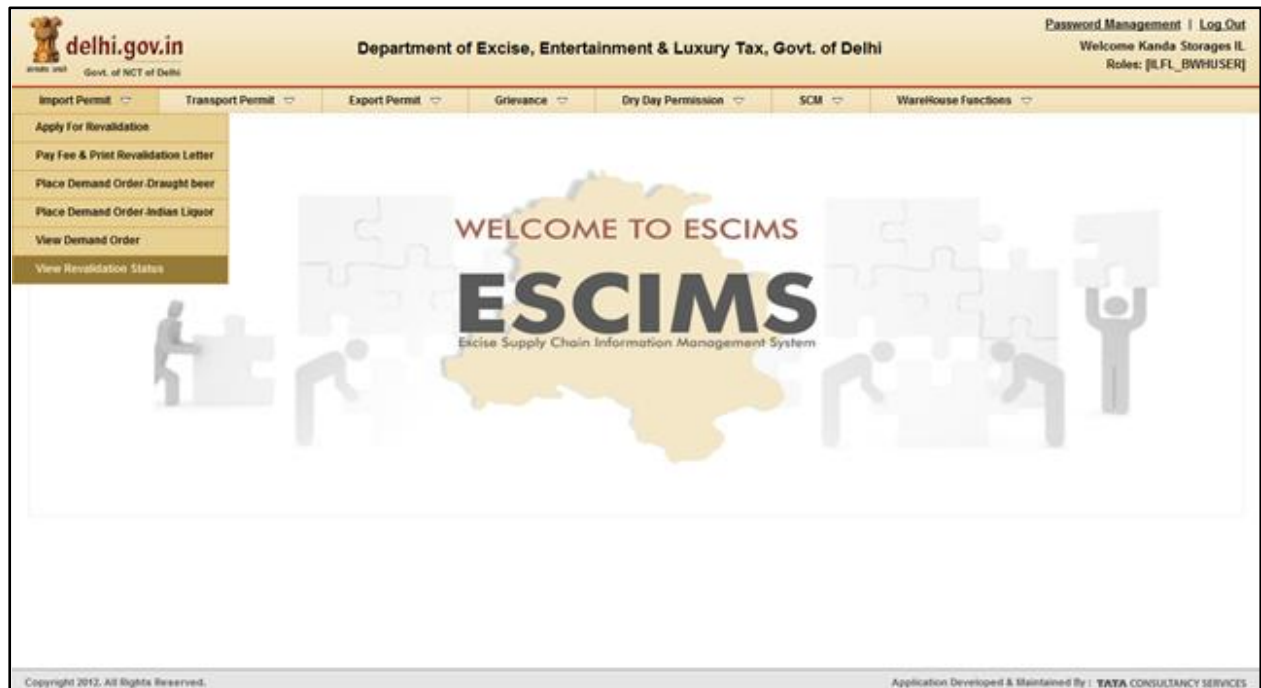 Password Management | Log Out
delhi.gov.in
Govt. of NCT of Delhi
Department of Excise, Entertainment & Luxury Tax, Govt. of Delhi
Welcome Kanda Storages IL
Roles: [ILFL_BWHUSER]
Import Permit Transport Permit Export Permit Grievance Dry Day Permission SCM WareHouse Functions
Apply For Revalidation
Pay Fee & Print Revalidation Letter
Place Demand Order-Draught beer
Place Demand Order-Indian Liquor
View Demand Order
View Revalidation Status
WELCOME TO ESCIMS
ESCIMS
Excise Supply Chain Information Management System
Copyright 2012. All Rights Reserved.
Application Developed & Maintained By : TATA CONSULTANCY SERVICES